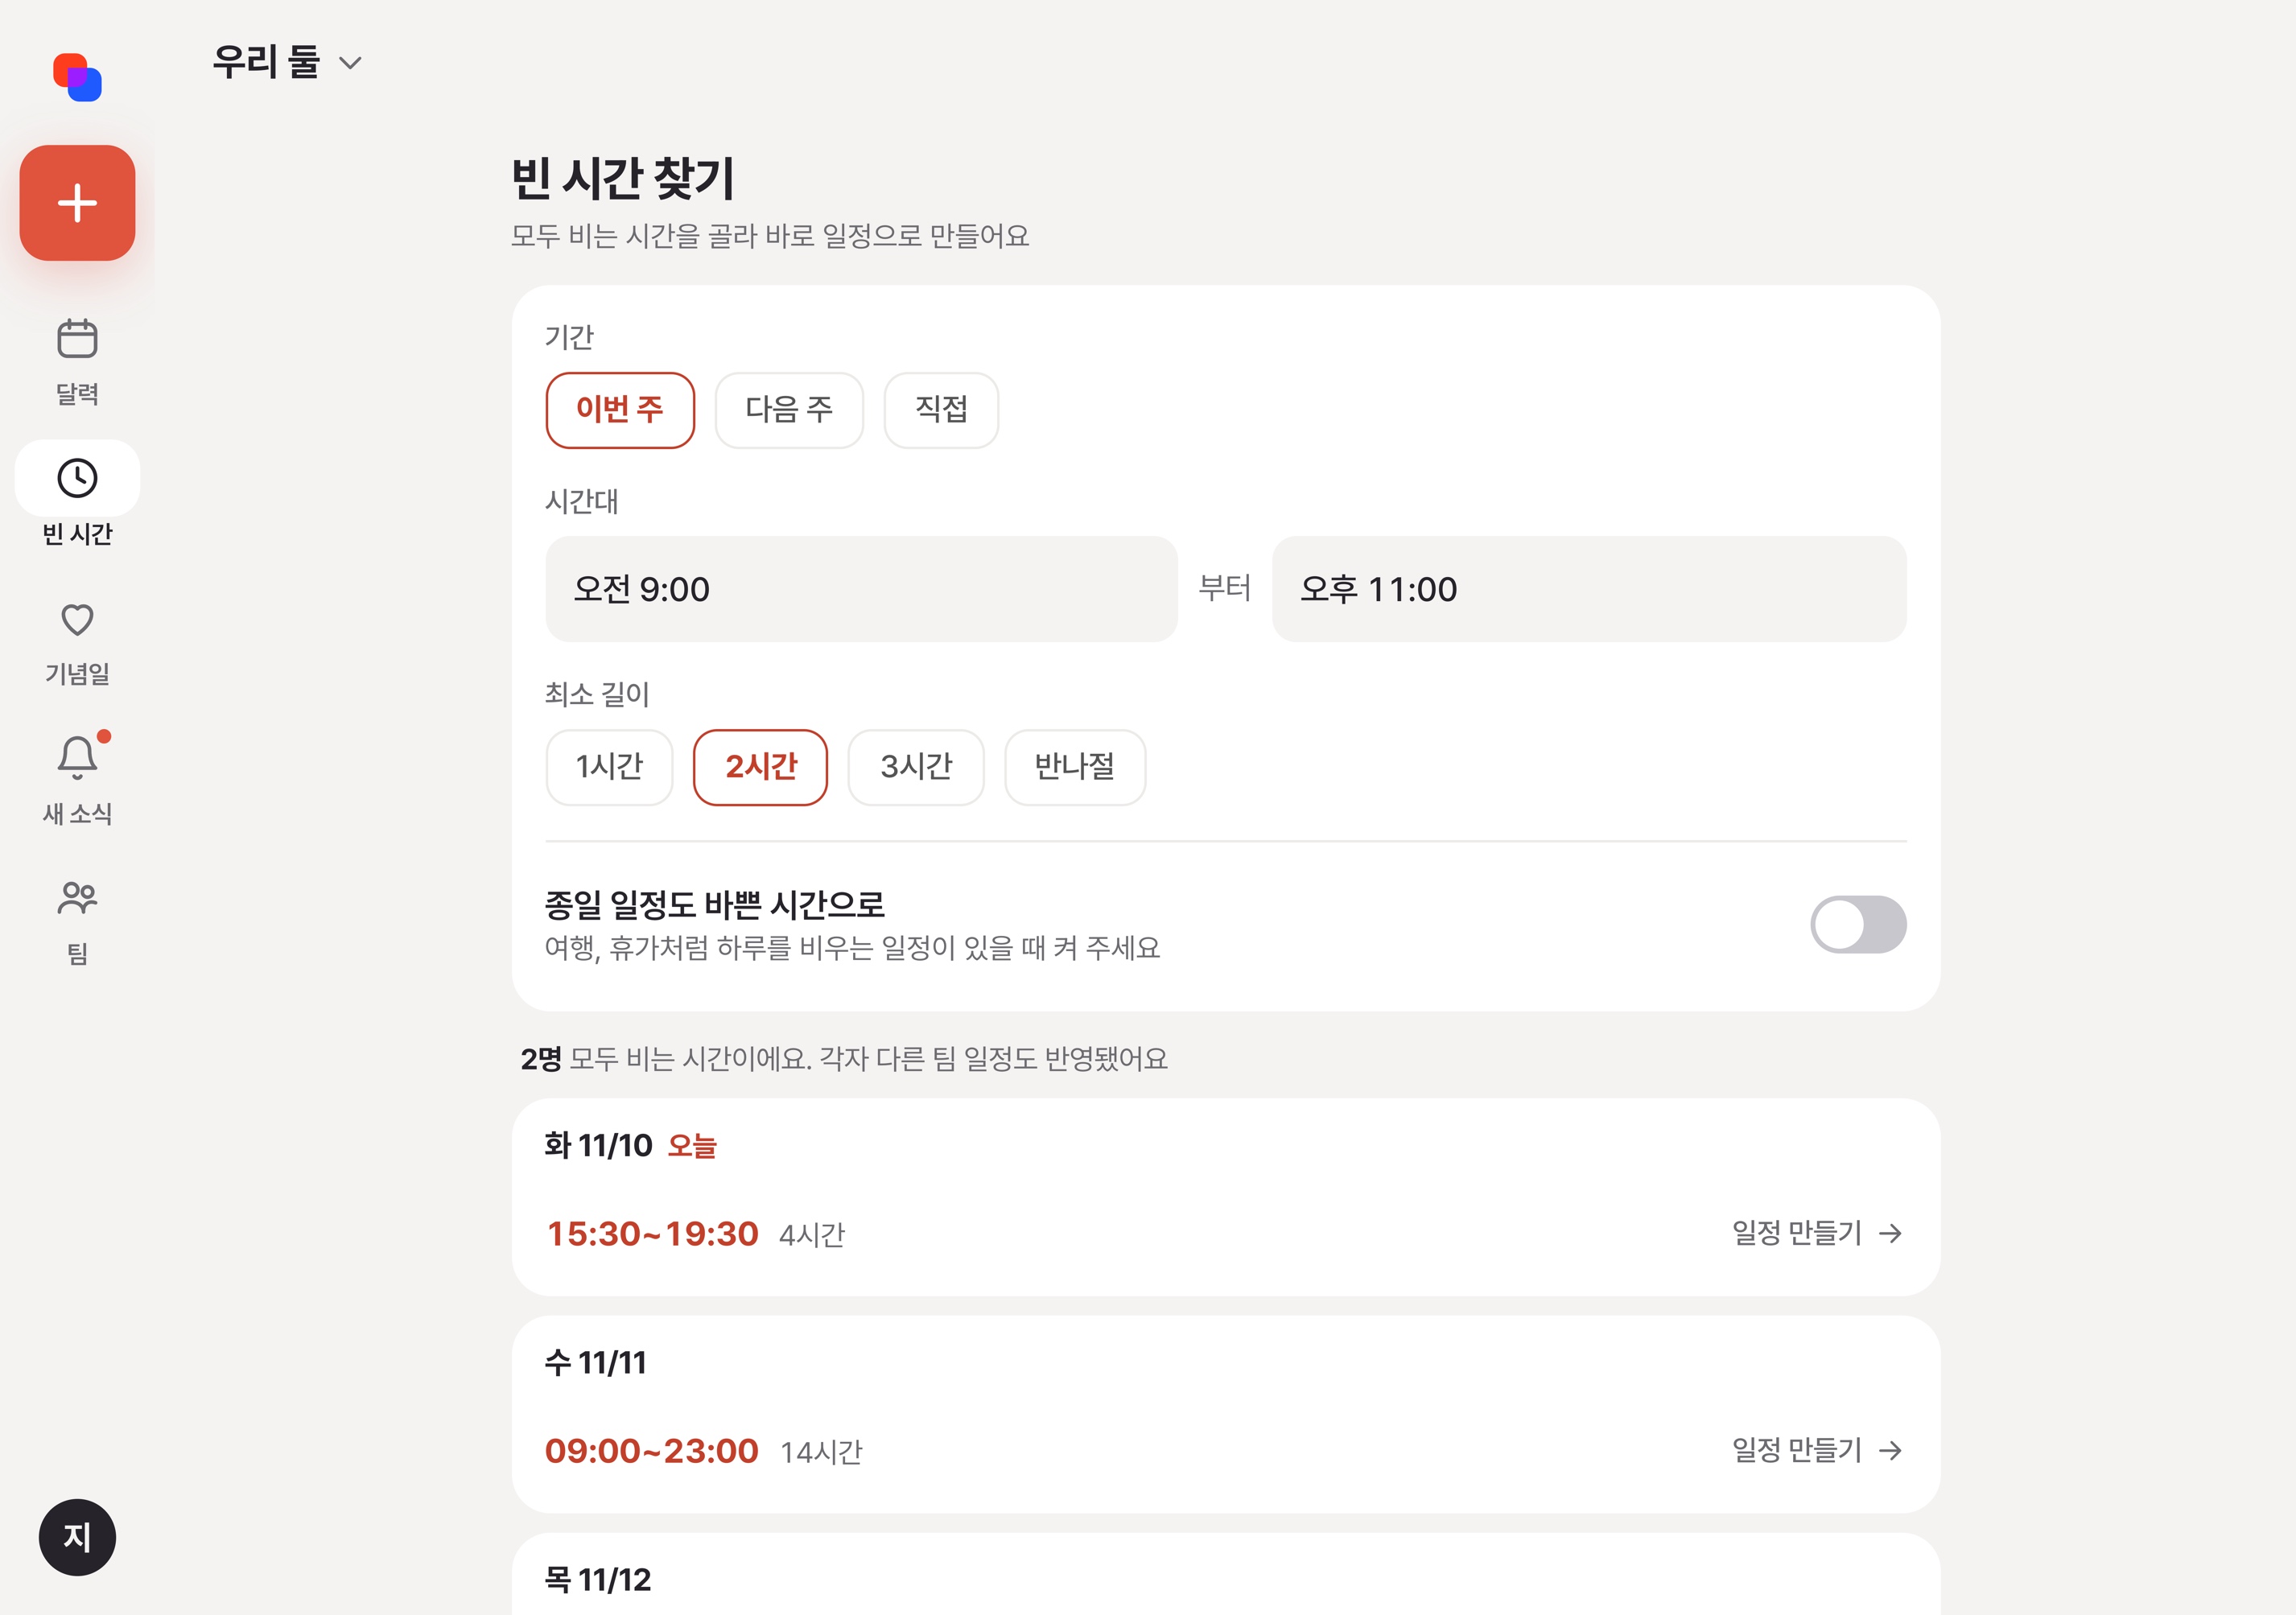 우리 둘
달력
빈 시간
기념일
새 소식
팀
지
빈 시간 찾기
모두 비는 시간을 골라 바로 일정으로 만들어요
기간
이번 주 다음 주 직접
시간대
오전 9:00 부터 오후 11:00
최소 길이
1시간 2시간 3시간 반나절
종일 일정도 바쁜 시간으로
여행, 휴가처럼 하루를 비우는 일정이 있을 때 켜 주세요
2명 모두 비는 시간이에요. 각자 다른 팀 일정도 반영됐어요
화 11/10 오늘
15:30~19:30 4시간 일정 만들기 →
수 11/11
09:00~23:00 14시간 일정 만들기 →
목 11/12